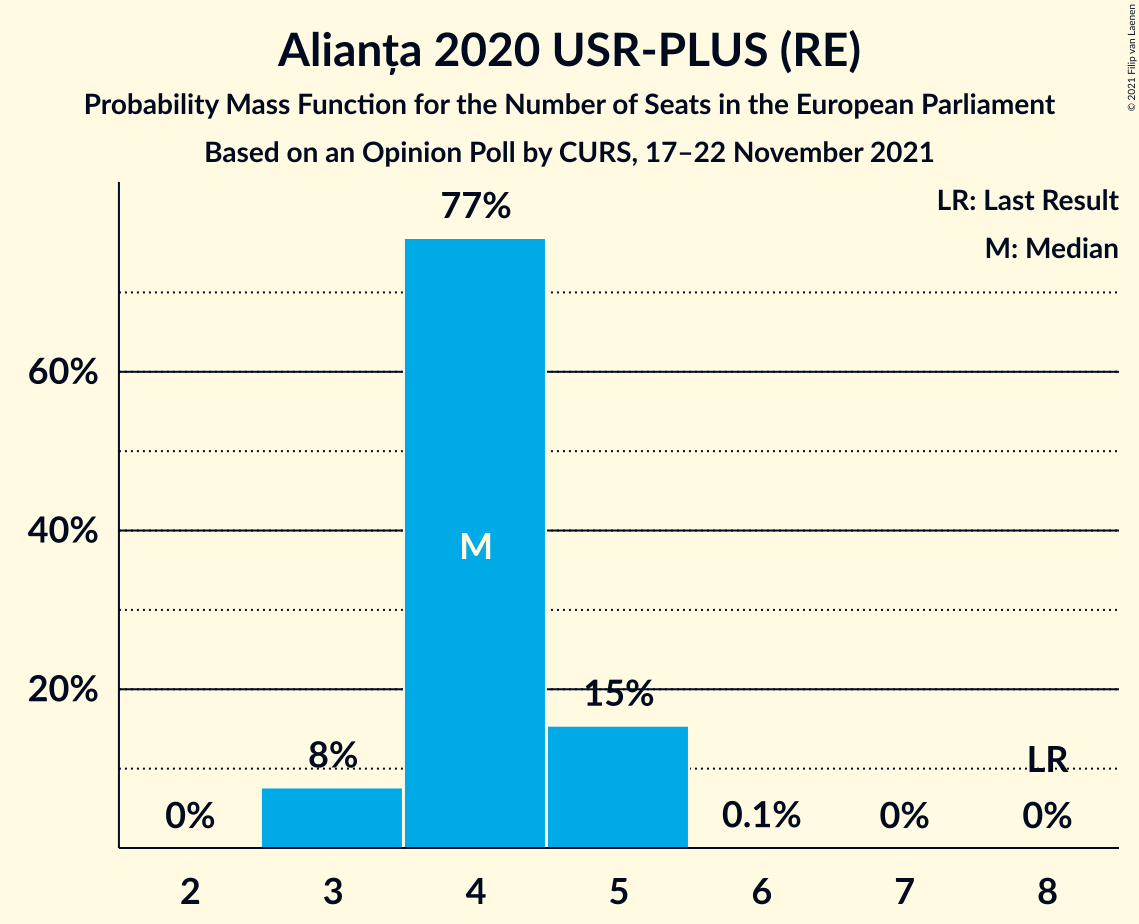 Alianța 2020 USR-PLUS (RE)
Probability Mass Function for the Number of Seats in the European Parliament
Based on an Opinion Poll by CURS, 17–22 November 2021
© 2021 Filip van Laenen
LR: Last Result
M: Median
77%
60%
40%
M
20%
15%
8%
LR
0%
0.1%
0%
0%
2 3 4 5 6 7 8